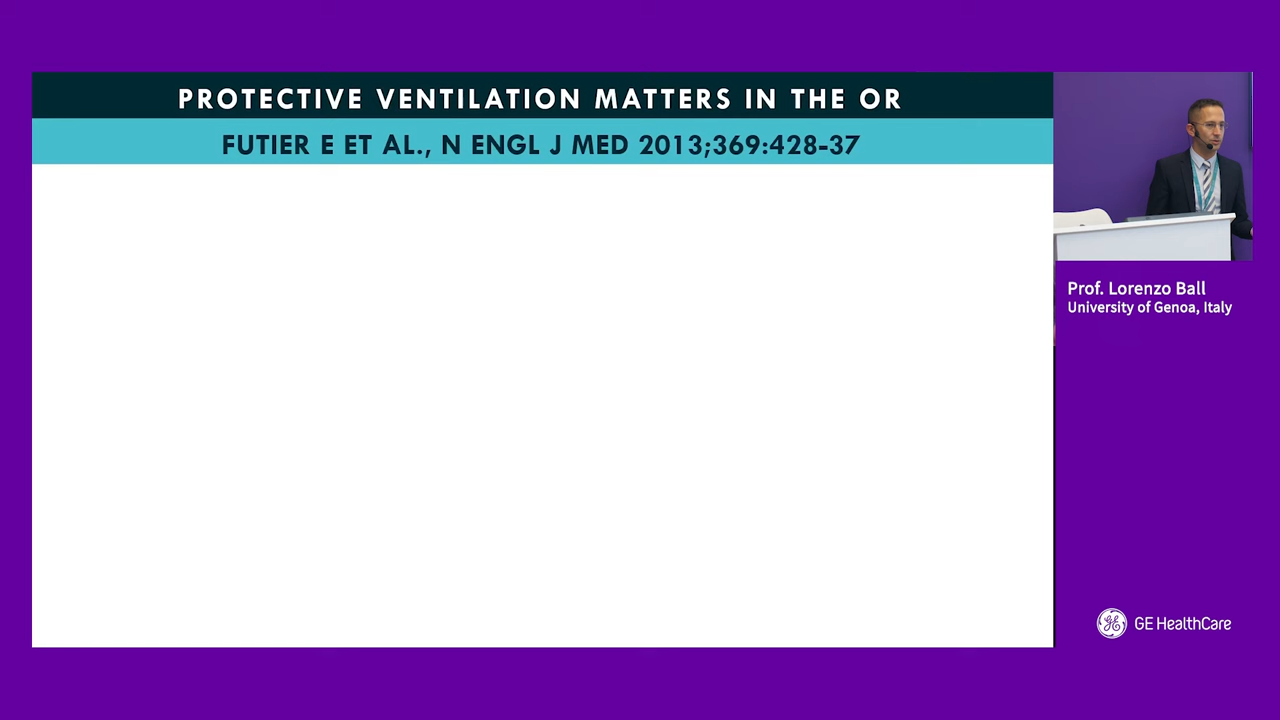 PROTECTIVE VENTILATION MATTERS IN THE OR
FUTIER E ET AL., N ENGL J MED 2013;369:428-37
Prof. Lorenzo Ball
University of Genoa, Italy
GE HealthCare